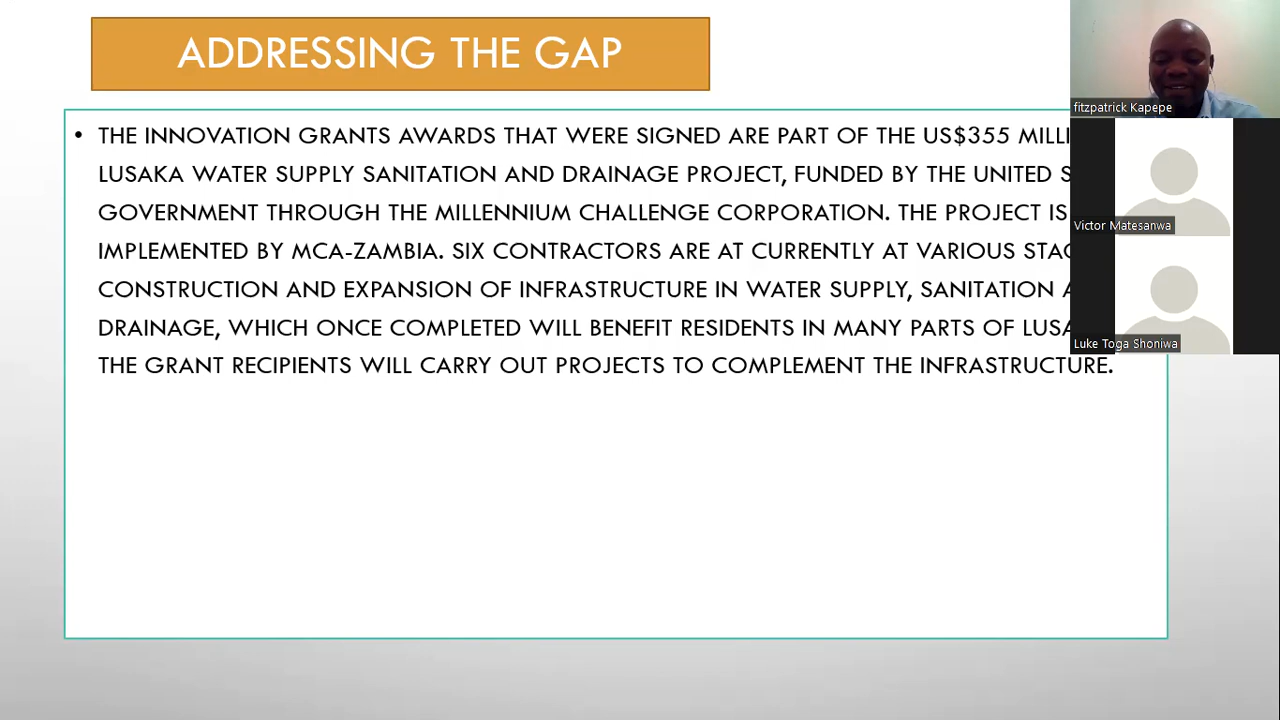 ADDRESSING THE GAP
• THE INNOVATION GRANTS AWARDS THAT WERE SIGNED ARE PART OF THE US$355
LUSAKA WATER SUPPLY SANITATION AND DRAINAGE PROJECT, FUNDED BY THE UNITED
GOVERNMENT THROUGH THE MILLENNIUM CHALLENGE CORPORATION. THE PROJECT IS
IMPLEMENTED BY MCA-ZAMBIA. SIX CONTRACTORS ARE AT CURRENTLY AT VARIOUS
CONSTRUCTION AND EXPANSION OF INFRASTRUCTURE IN WATER SUPPLY, SANITATION
DRAINAGE, WHICH ONCE COMPLETED WILL BENEFIT RESIDENTS IN MANY PARTS OF
THE GRANT RECIPIENTS WILL CARRY OUT PROJECTS TO COMPLEMENT THE INFRASTRUCTURE.
fitzpatrick Kapepe
Victor Matesanwa
Luke Toga Shoniwa